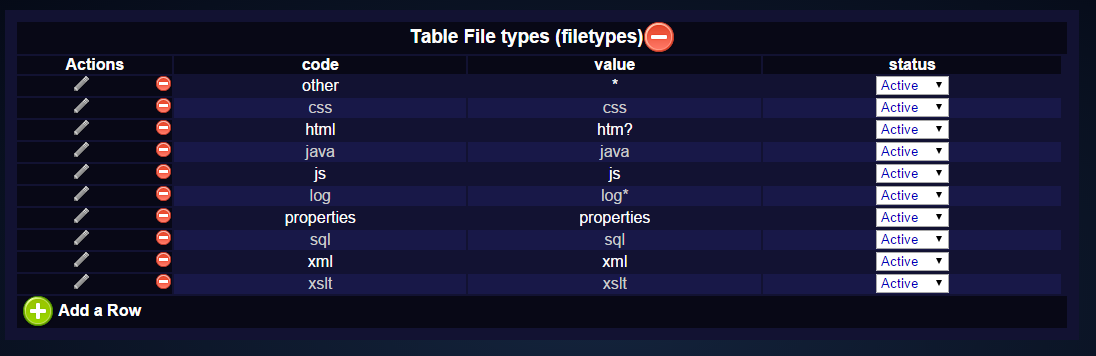 Table File types (filetypes)
Actions code value status
other * Active
css css Active
html htm? Active
java java Active
js js Active
log log* Active
properties properties Active
sql sql Active
xml xml Active
xslt xslt Active
Add a Row